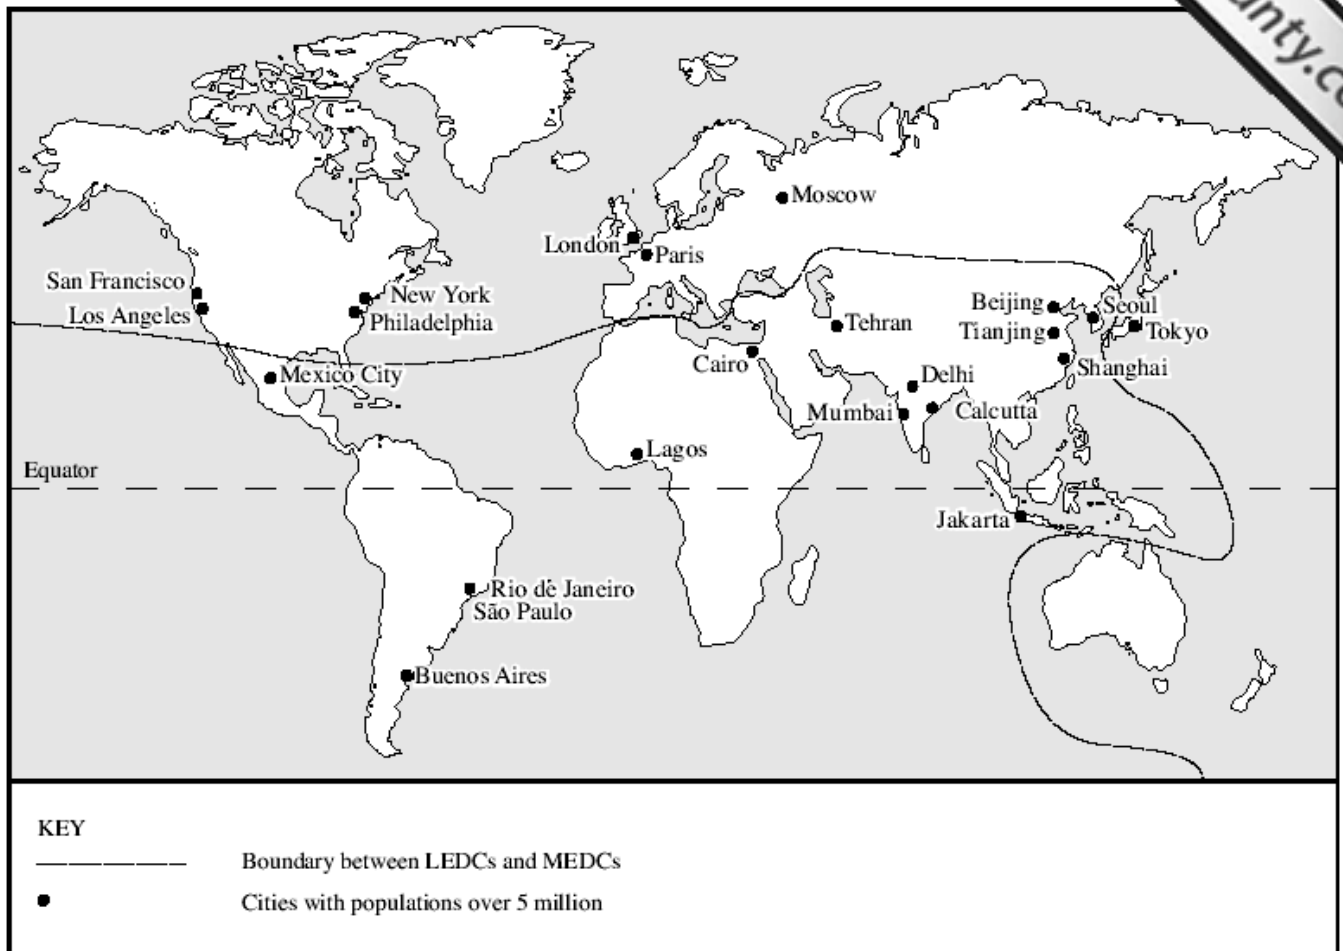 Moscow
London
Paris
San Francisco
Los Angeles
New York
Philadelphia
Beijing
Seoul
Tianjing
Tokyo
Tehran
Cairo
Shanghai
Mexico City
Delhi
Mumbai
Calcutta
Lagos
Equator
Jakarta
Rio de Janeiro
São Paulo
Buenos Aires
KEY
Boundary between LEDCs and MEDCs
Cities with populations over 5 million